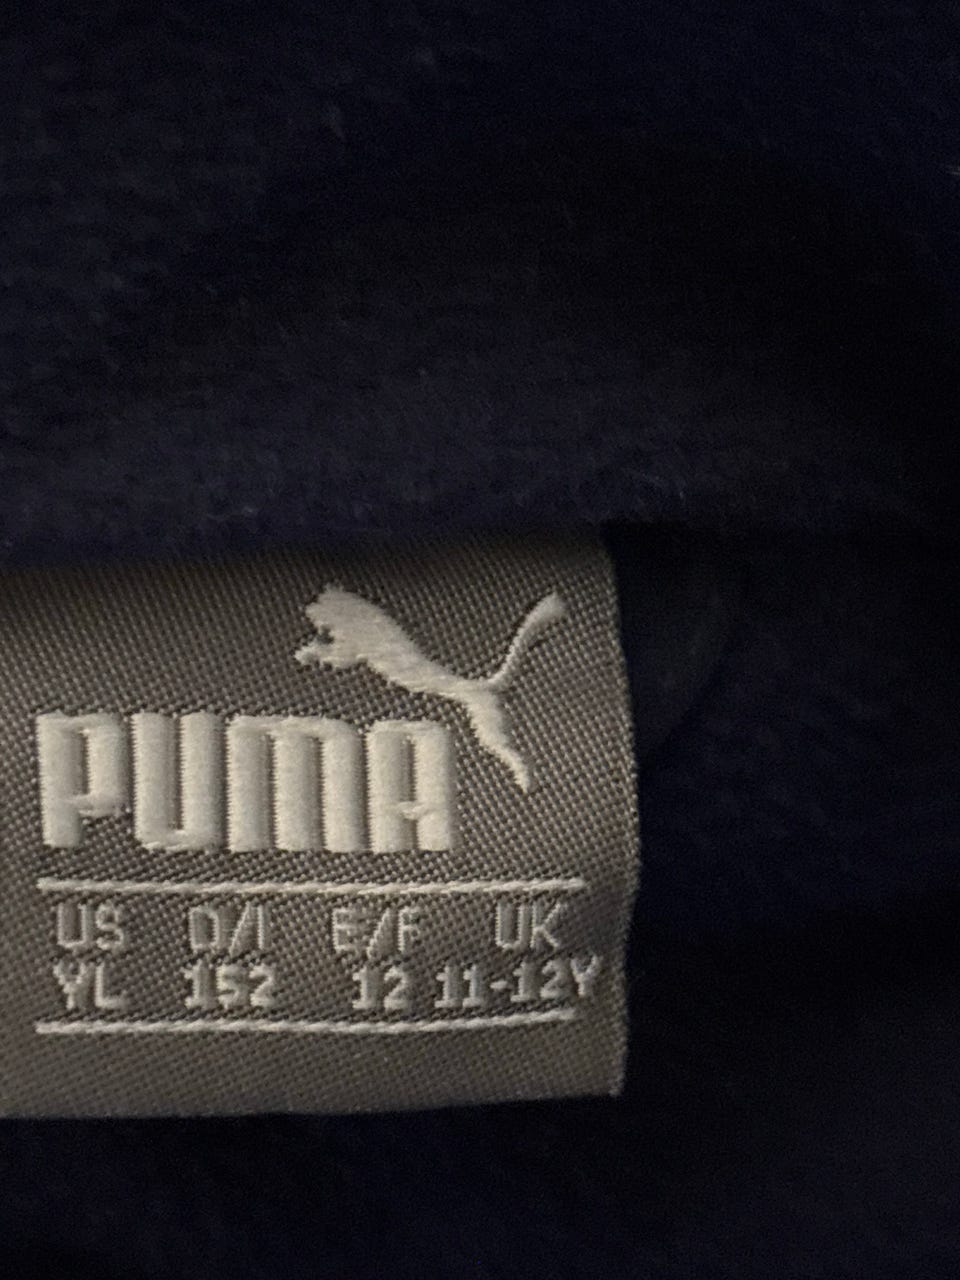 PUMA
US D/I E/F UK
YL 152 12 11-12Y